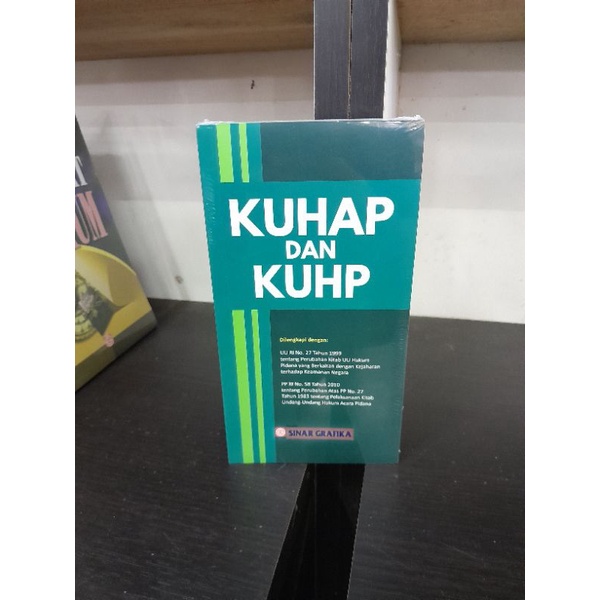 KUHAP
DAN
KUHP
Dilengkapi dengan:
UU RI No. 27 Tahun 1999
tentang Perubahan Kitab UU Hukum
Pidana yang Berkaitan dengan Kejaharan
terhadap Keamanan Negara
PP RI No. 58 Tahun 2010
tentang Perubahan Atas PP No. 27
Tahun 1983 tentang Pelaksanaan Kitab
Undang-Undang Hukum Acara Pidana
SINAR GRAFIKA
UM